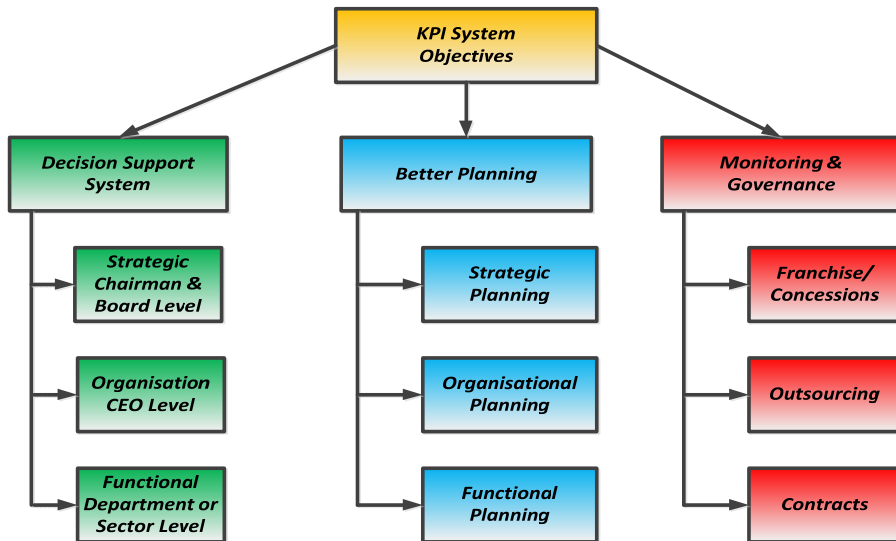 KPI System
Objectives
Decision Support
System
Better Planning
Monitoring &
Governance
Strategic
Chairman &
Board Level
Strategic
Planning
Franchise/
Concessions
Organisation
CEO Level
Organisational
Planning
Outsourcing
Functional
Department or
Sector Level
Functional
Planning
Contracts